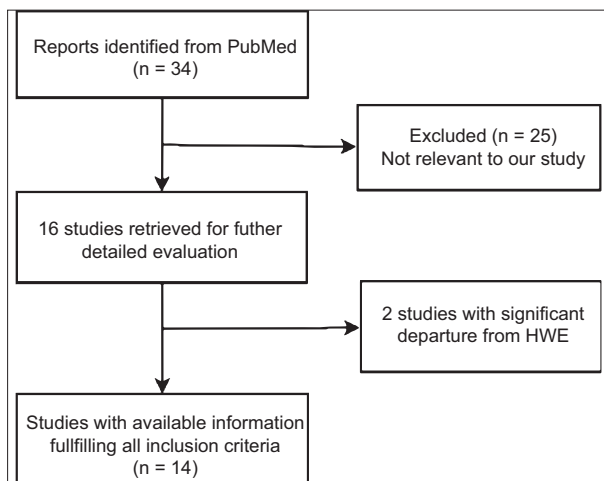 Reports identified from PubMed
(n = 34)
Excluded (n = 25)
Not relevant to our study
16 studies retrieved for futher
detailed evaluation
2 studies with significant
departure from HWE
Studies with available information
fullfilling all inclusion criteria
(n = 14)